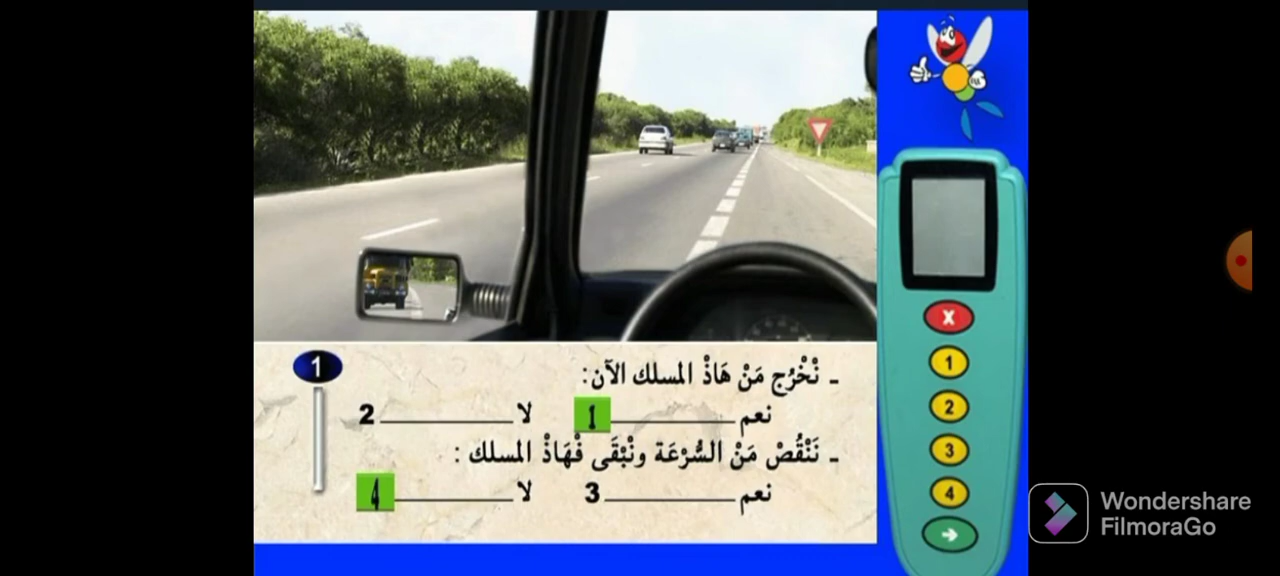 1
ـ نْخْرُج مَنْ هَاذْ المسلك الآن:
نعم 1 لا 2
ـ نَنْقُصْ مَنْ السُّرْعَة ونْبْقَى فْهَاذْ المسلك :
نعم 3 لا 4
X
1
2
3
4
Wondershare
FilmoraGo